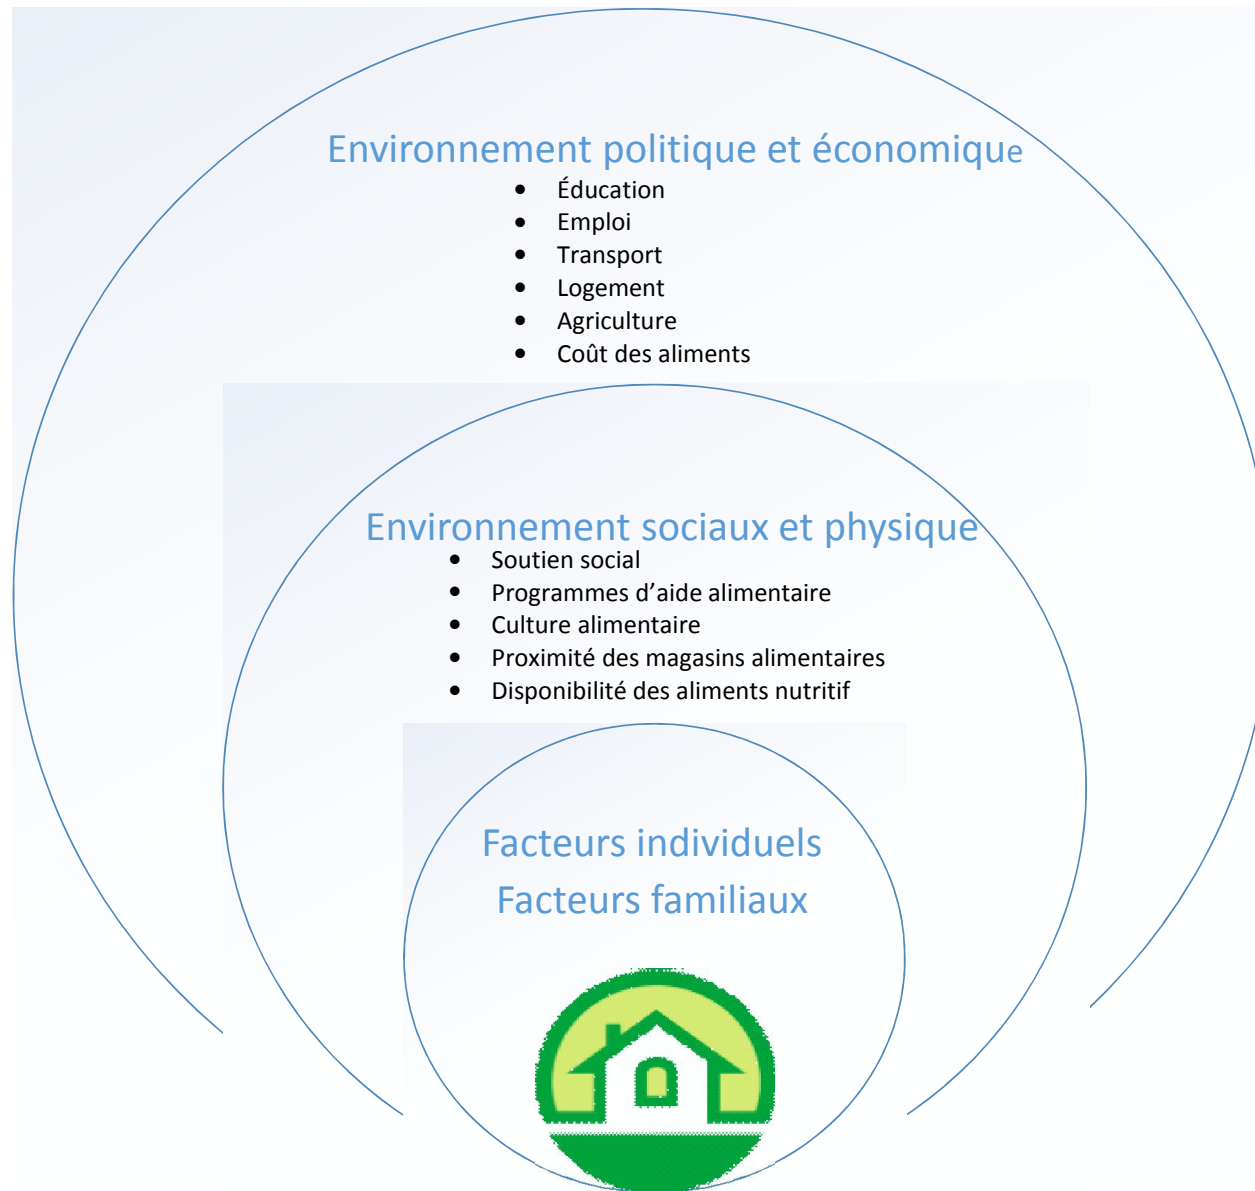 Environnement politique et économique
• Éducation
• Emploi
• Transport
• Logement
• Agriculture
• Coût des aliments
Environnement sociaux et physique
• Soutien social
• Programmes d’aide alimentaire
• Culture alimentaire
• Proximité des magasins alimentaires
• Disponibilité des aliments nutritif
Facteurs individuels
Facteurs familiaux